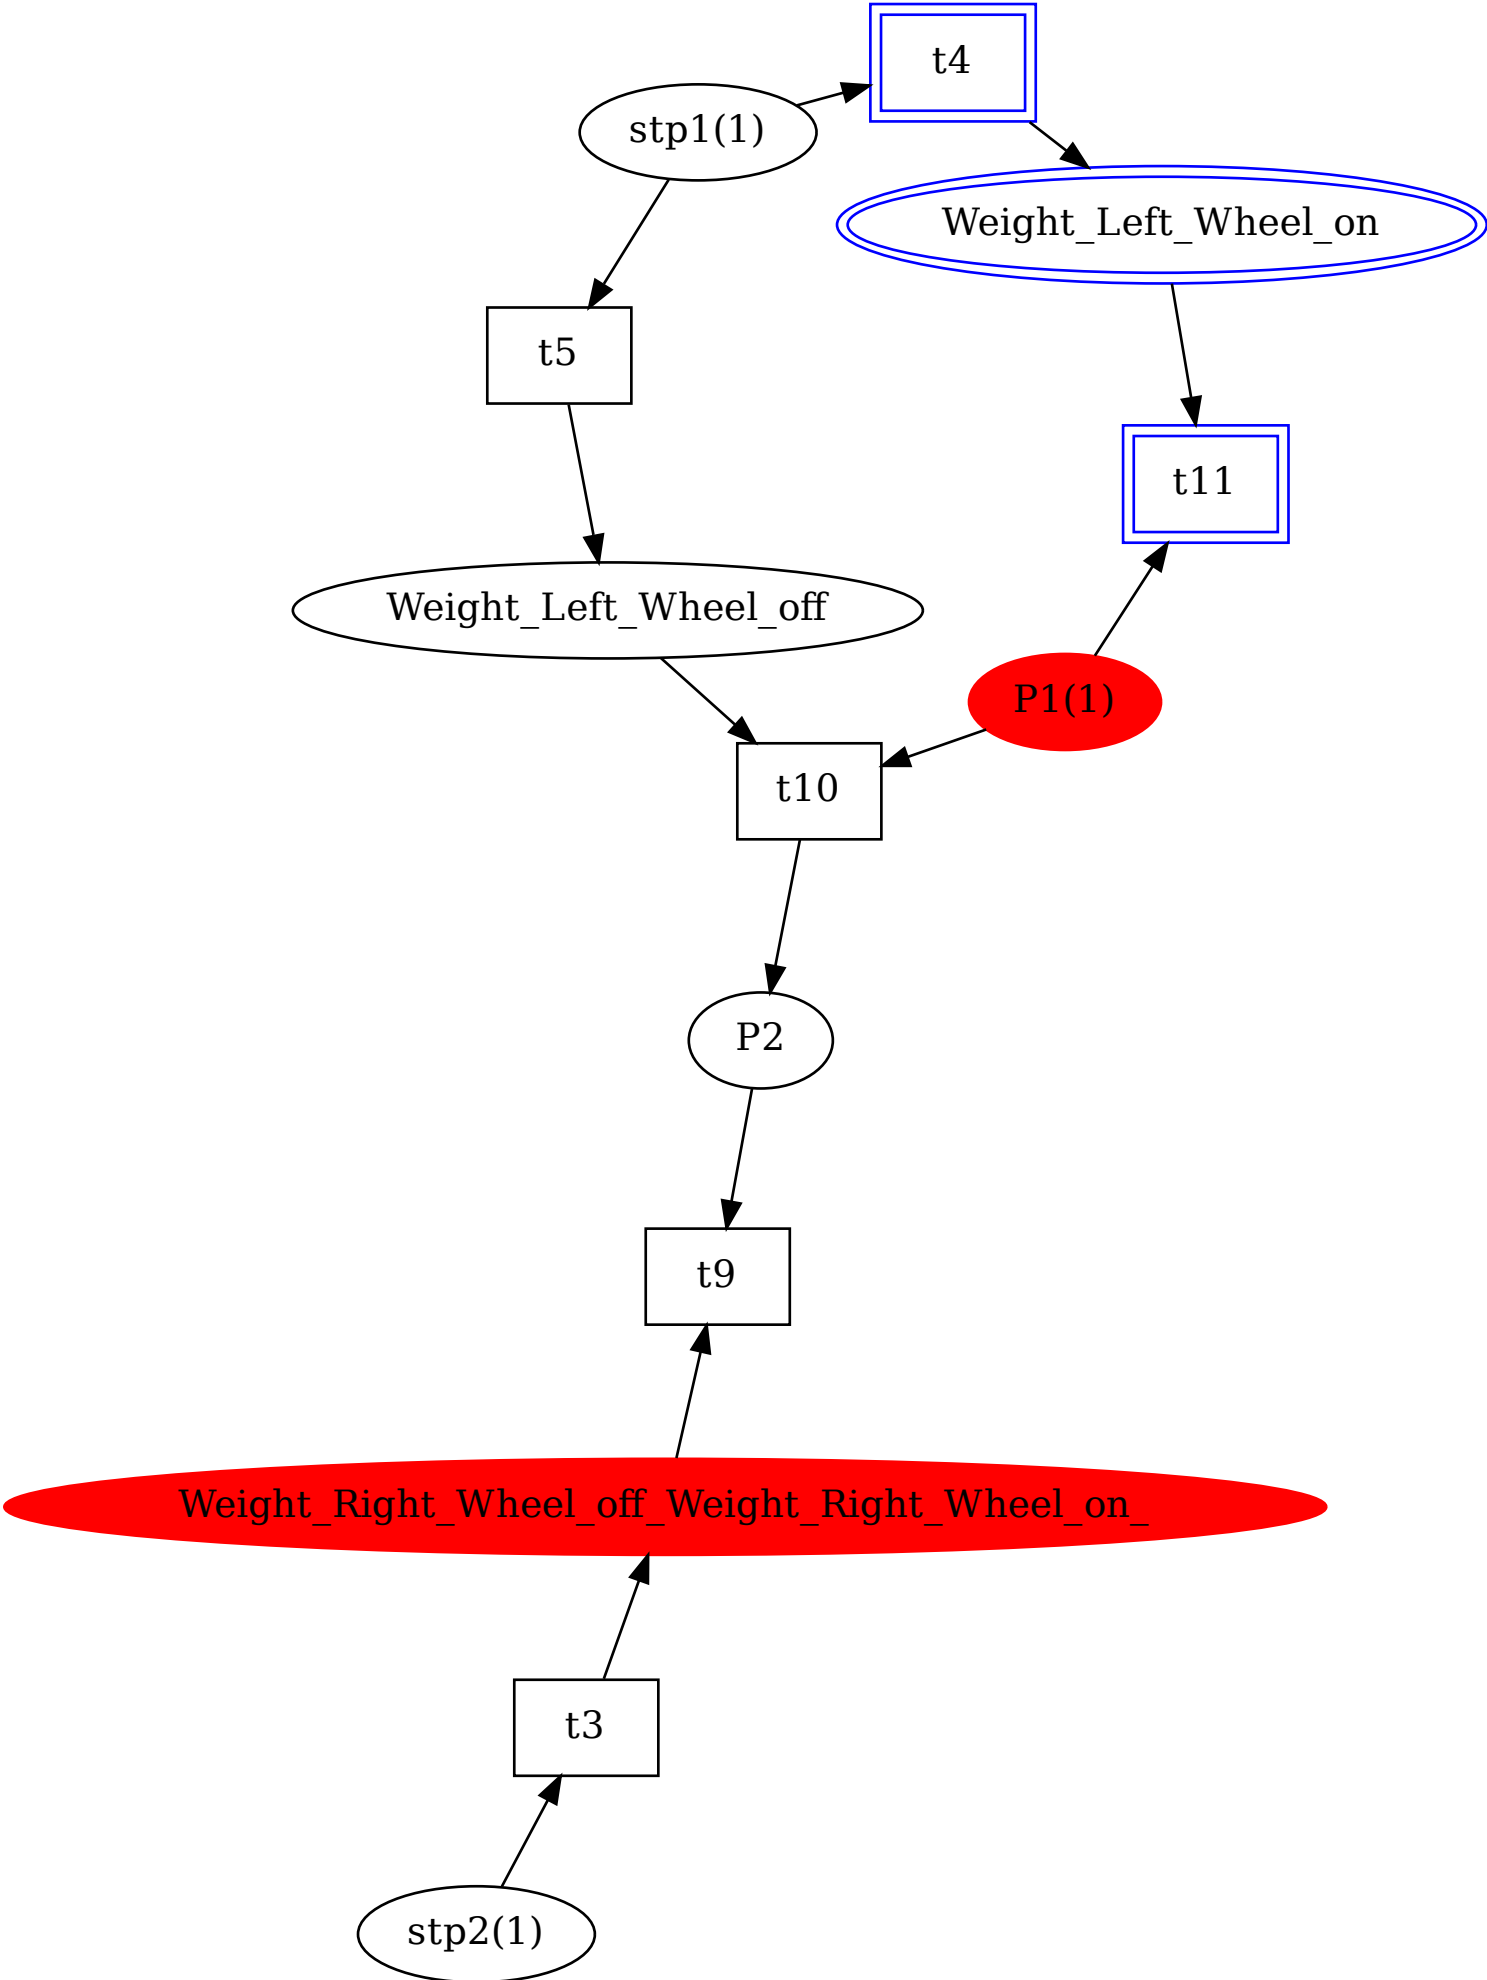 t4
stp1(1)
Weight_Left_Wheel_on
t5
t11
Weight_Left_Wheel_off
P1(1)
t10
P2
t9
Weight_Right_Wheel_off_Weight_Right_Wheel_on_
t3
stp2(1)